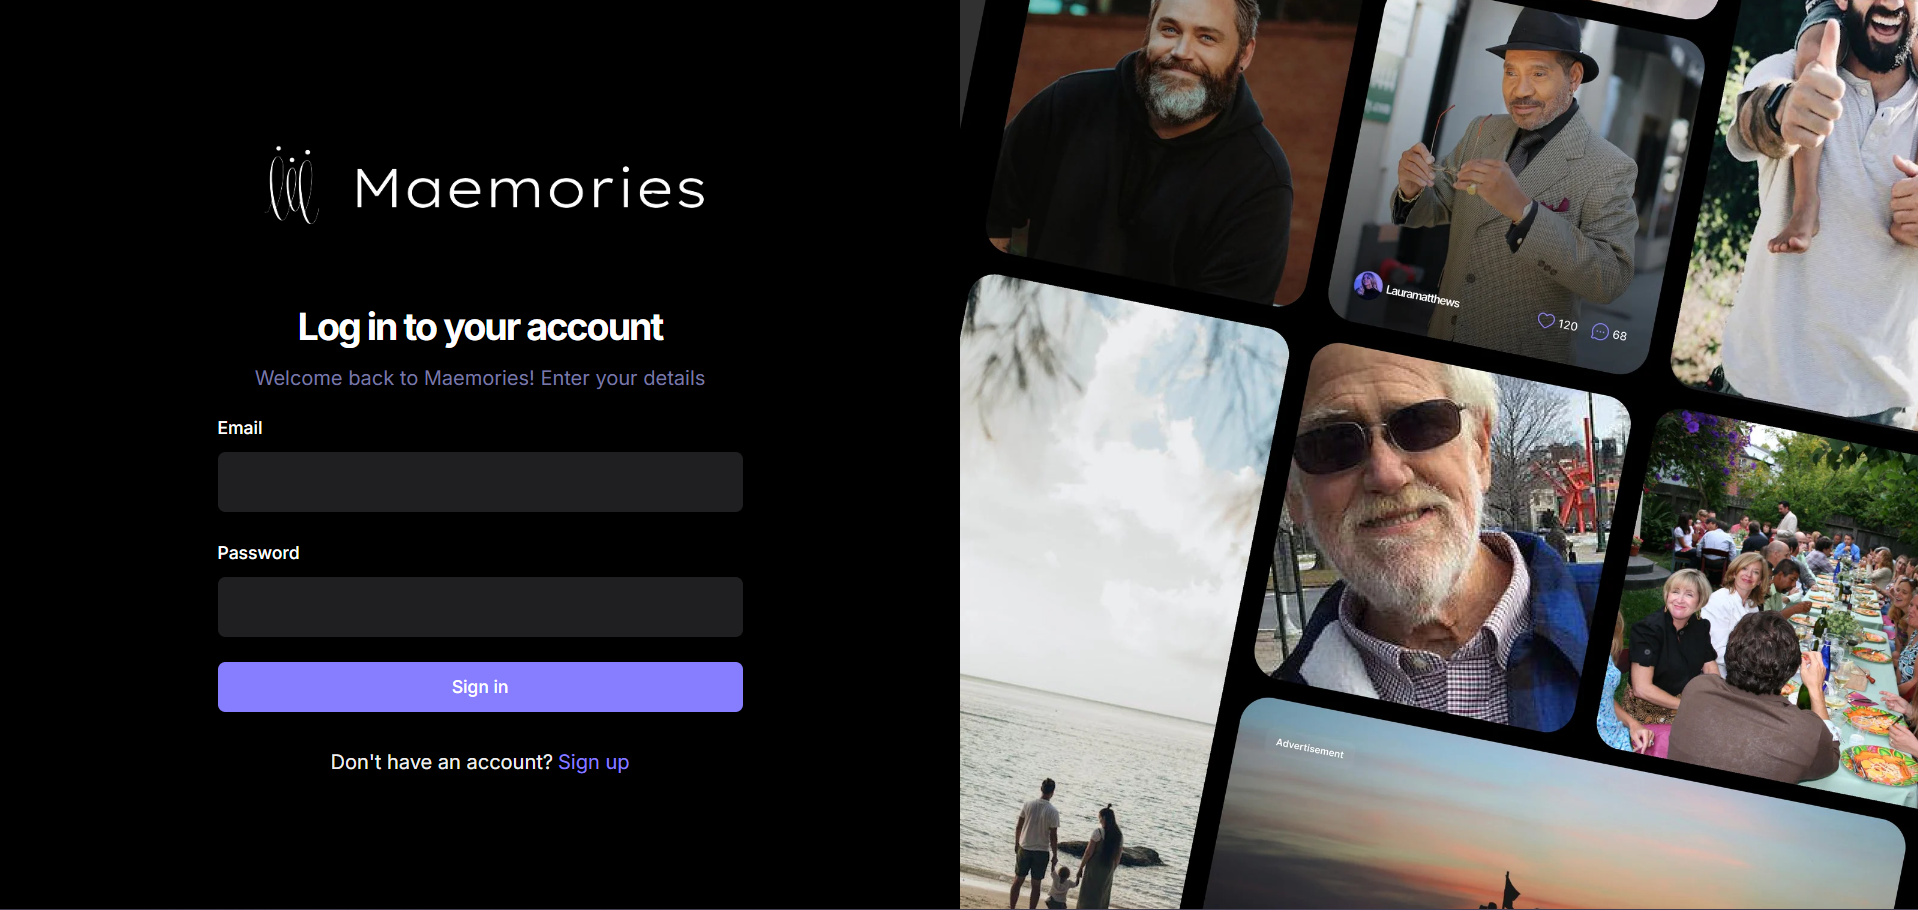 Maemories
Log in to your account
Welcome back to Maemories! Enter your details
Email
Password
Sign in
Don't have an account? Sign up
Lauramatthews
120
68
Advertisement